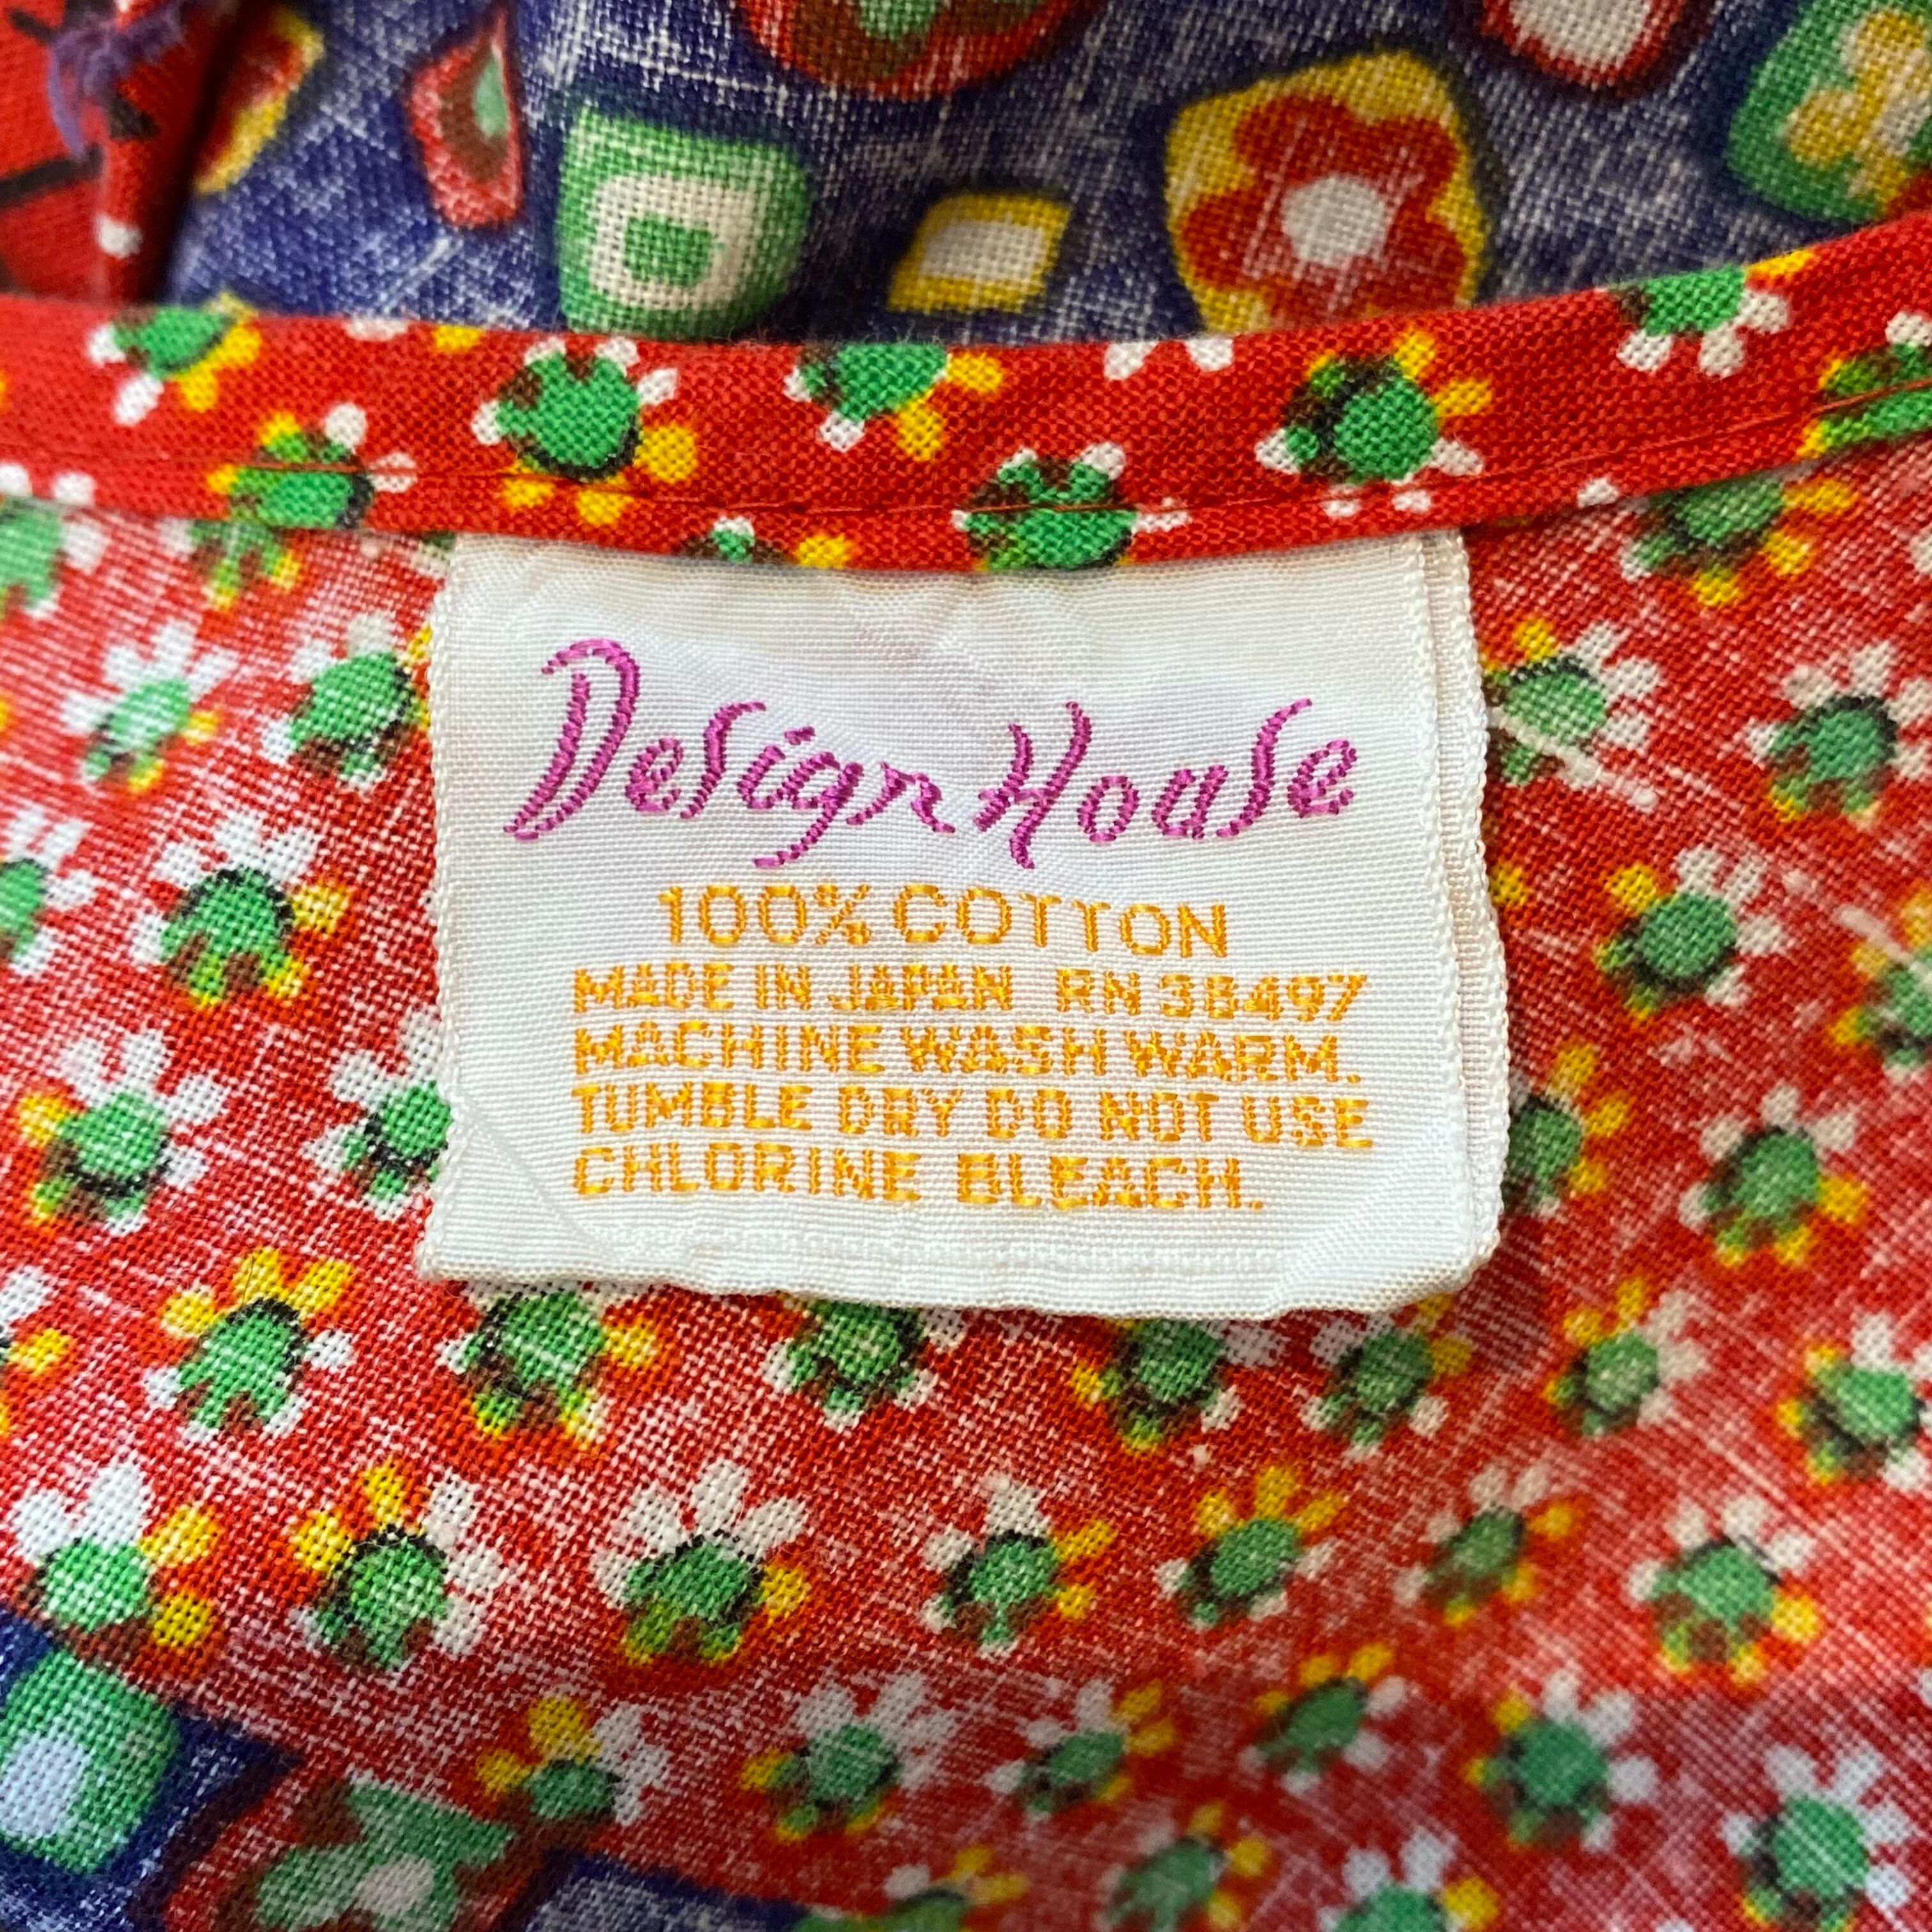 Design House
100% COTTON
MADE IN JAPAN RN 38497
MACHINE WASH WARM.
TUMBLE DRY DO NOT USE
CHLORINE BLEACH.